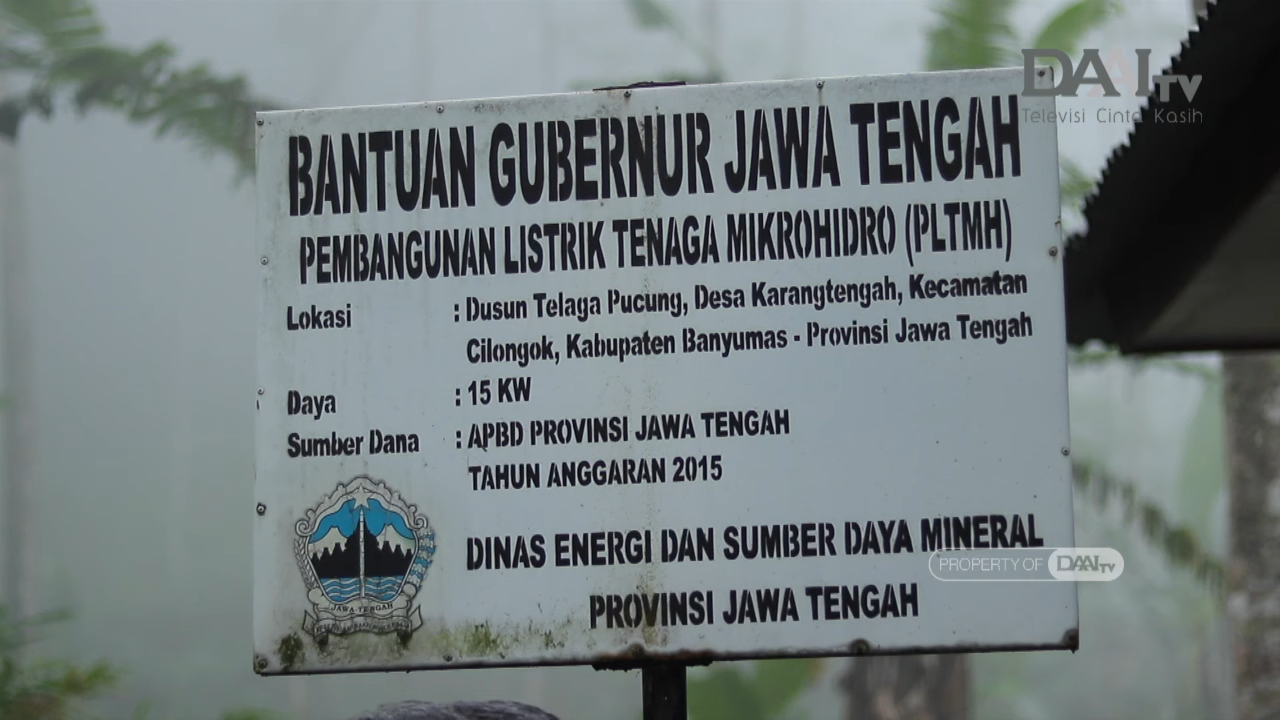 DAAI TV
Televisi Cinta Kasih
BANTUAN GUBERNUR JAWA TENGAH
PEMBANGUNAN LISTRIK TENAGA MIKROHIDRO (PLTMH)
Lokasi : Dusun Telaga Pucung, Desa Karangtengah, Kecamatan
Cilongok, Kabupaten Banyumas - Provinsi Jawa Tengah
Daya : 15 KW
Sumber Dana : APBD PROVINSI JAWA TENGAH
TAHUN ANGGARAN 2015
DINAS ENERGI DAN SUMBER DAYA MINERAL
PROVINSI JAWA TENGAH
JAWA TENGAH
PROPERTY OF DAAI TV